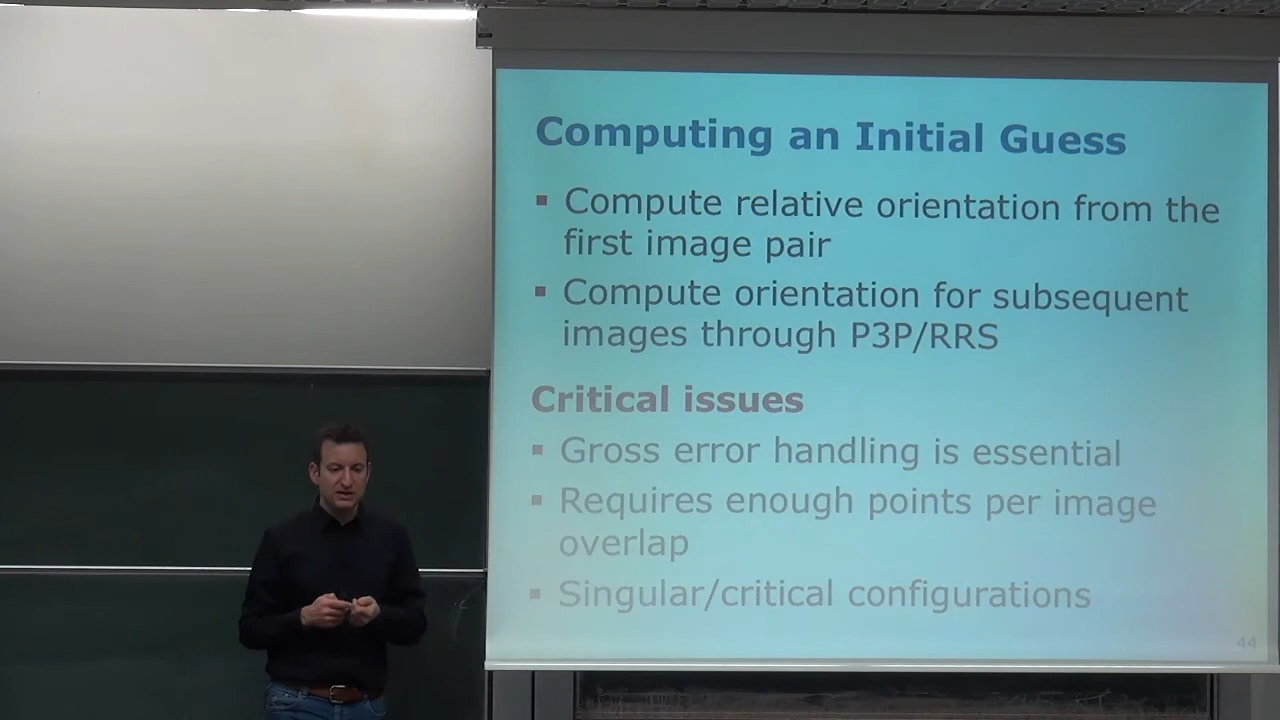 Computing an Initial Guess
▪ Compute relative orientation from the
first image pair
▪ Compute orientation for subsequent
images through P3P/RRS
Critical issues
▪ Gross error handling is essential
▪ Requires enough points per image
overlap
▪ Singular/critical configurations
44